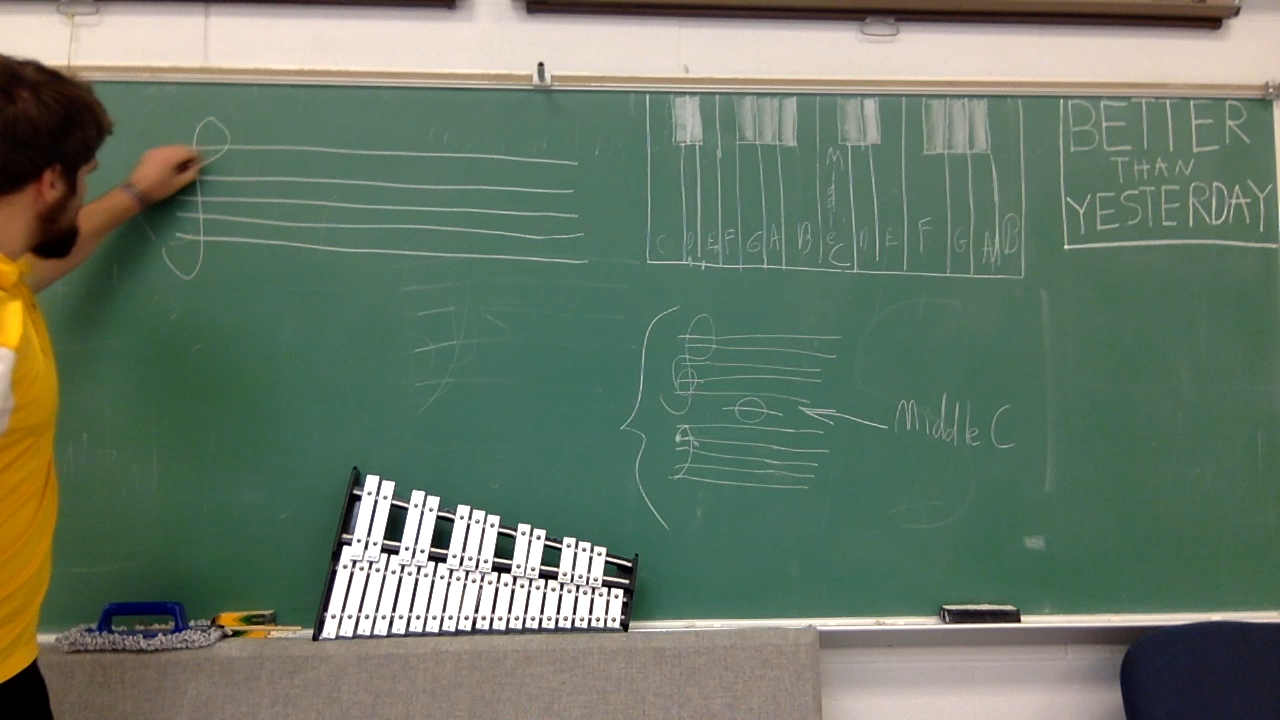 BETTER
THAN
YESTERDAY
C D E F G A B Middle C D E F G A B
Middle C